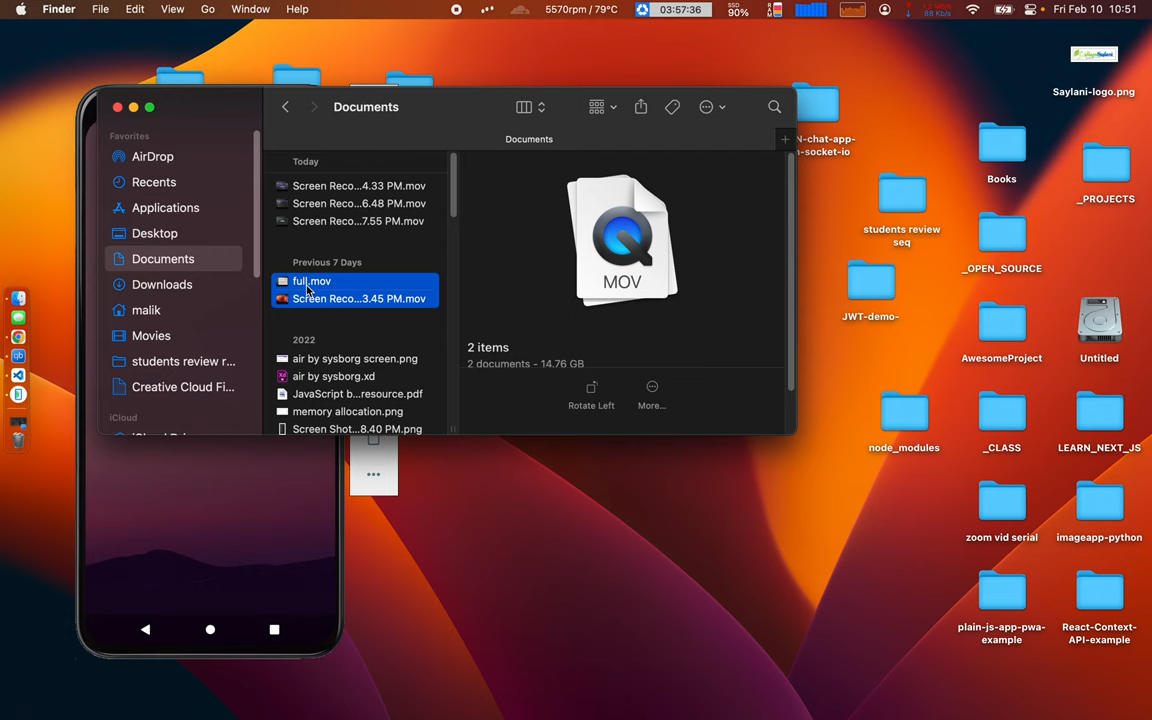 Finder File Edit View Go Window Help 5570rpm / 79°C 03:57:36 SSD 90% Fri Feb 10 10:51
88 Kb/s
Saylani-logo.png
Documents
Documents
Favorites
AirDrop
Recents
Applications
Desktop
Documents
Downloads
malik
Movies
students review r...
Creative Cloud Fi...
iCloud
Today
Screen Reco...4.33 PM.mov
Screen Reco...6.48 PM.mov
Screen Reco...7.55 PM.mov
Previous 7 Days
full.mov
Screen Reco...3.45 PM.mov
2022
air by sysborg screen.png
air by sysborg.xd
JavaScript b...resource.pdf
memory allocation.png
Screen Shot...8.40 PM.png
MOV
2 items
2 documents - 14.76 GB
Rotate Left
More...
N-chat-app-
n-socket-io
Books
_PROJECTS
students review
seq
_OPEN_SOURCE
JWT-demo-
AwesomeProject
Untitled
node_modules
_CLASS
LEARN_NEXT_JS
zoom vid serial
imageapp-python
plain-js-app-pwa-
example
React-Context-
API-example